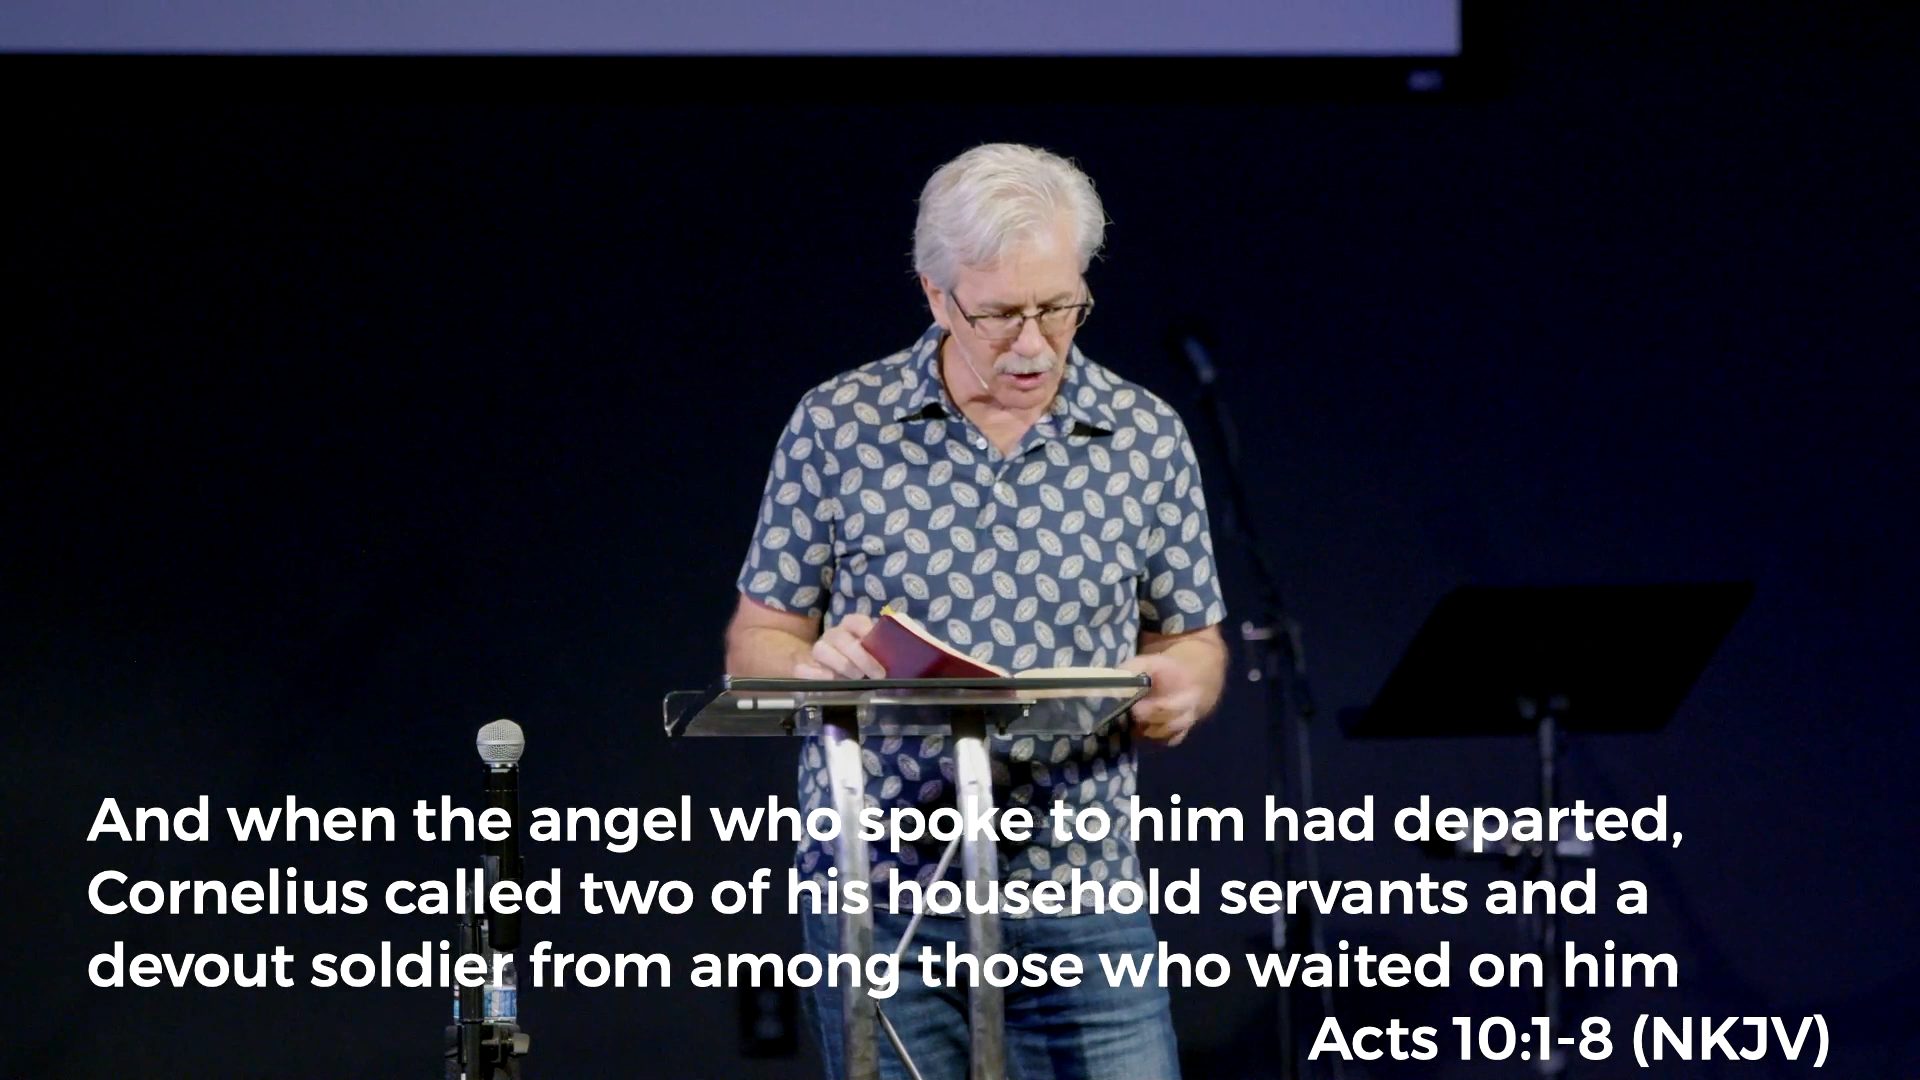 And when the angel who spoke to him had departed,
Cornelius called two of his household servants and a
devout soldier from among those who waited on him
Acts 10:1-8 (NKJV)